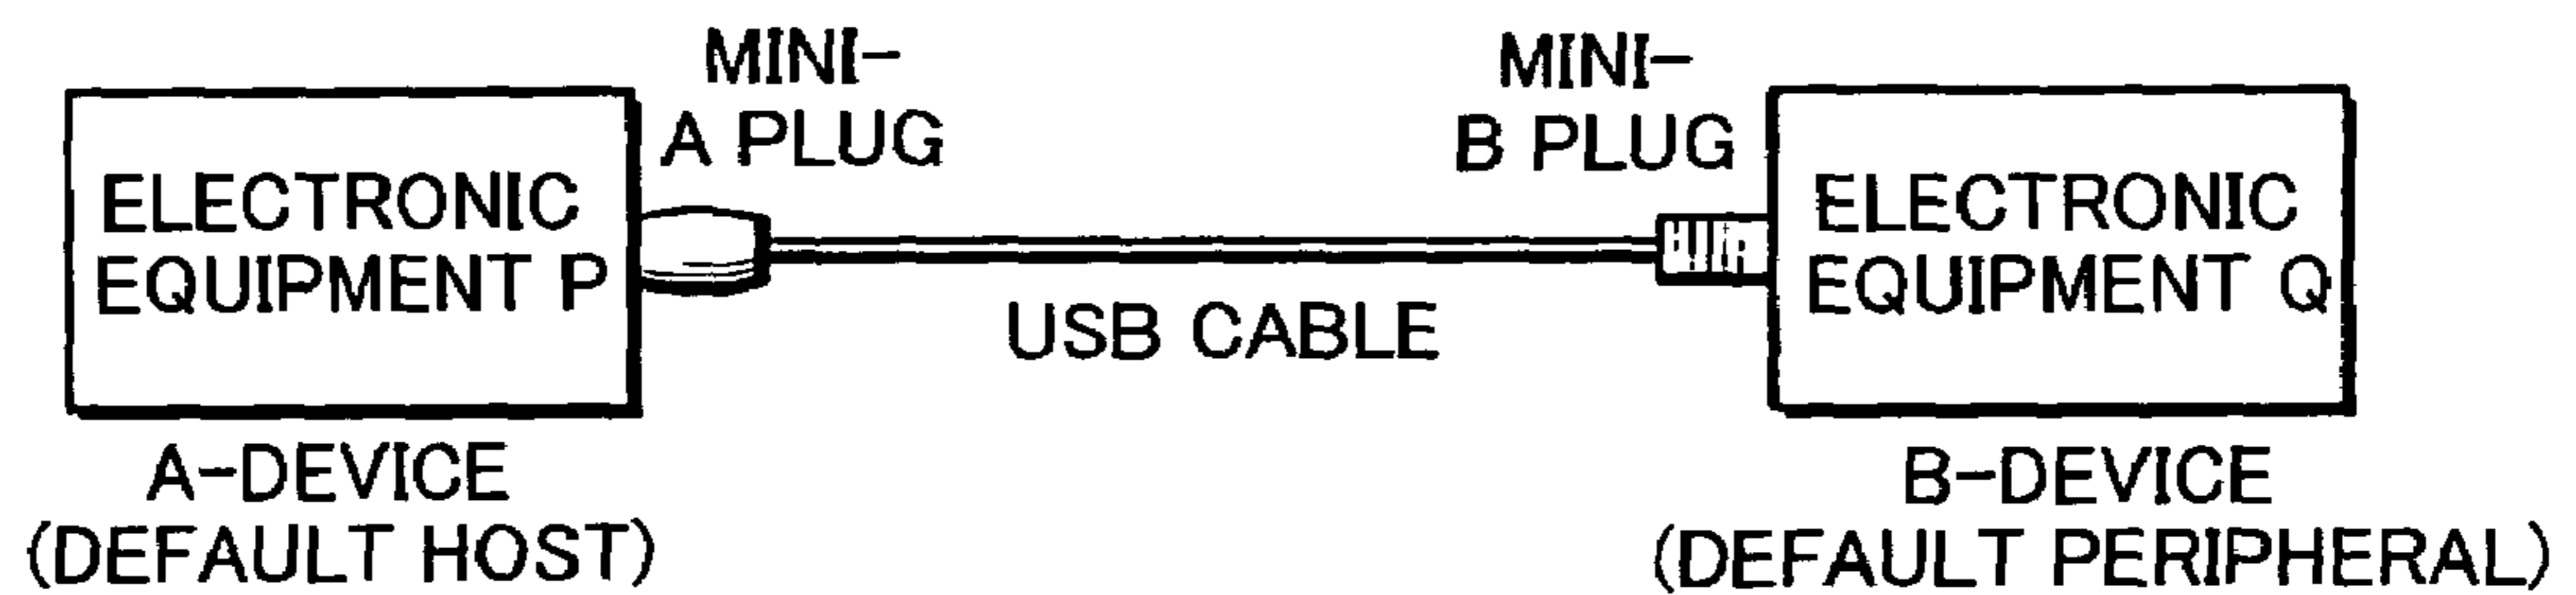 MINI-
A PLUG
MINI-
B PLUG
ELECTRONIC
EQUIPMENT P
ELECTRONIC
EQUIPMENT Q
USB CABLE
A-DEVICE
(DEFAULT HOST)
B-DEVICE
(DEFAULT PERIPHERAL)